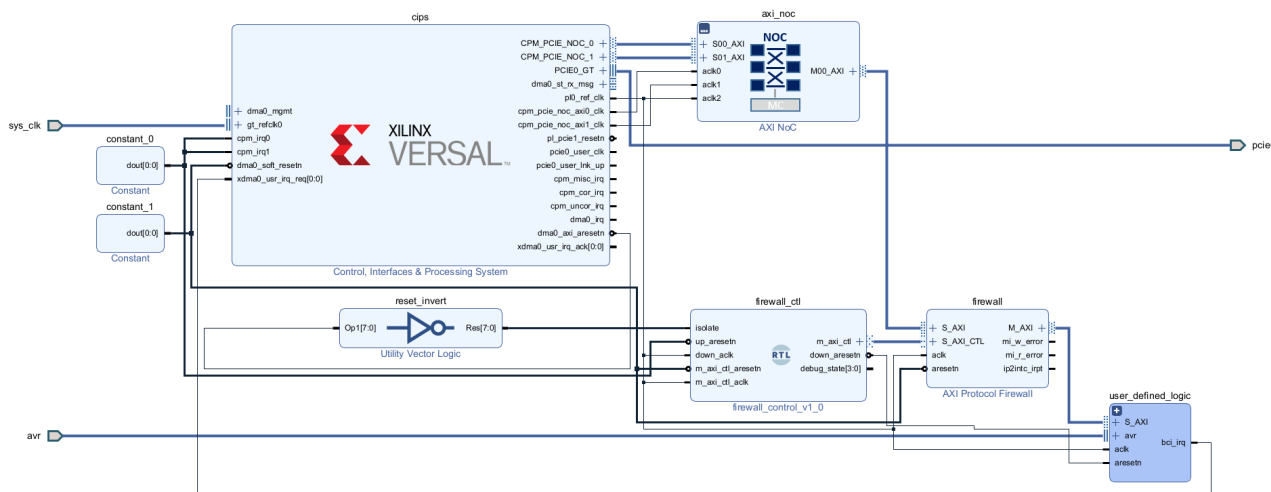 cips
CPM_PCIE_NOC_0
CPM_PCIE_NOC_1
PCIE0_GT
dma0_st_rx_msg
pl0_ref_clk
cpm_pcie_noc_axi0_clk
cpm_pcie_noc_axi1_clk
pl_pcie1_resetn
pcie0_user_clk
pcie0_user_lnk_up
cpm_misc_irq
cpm_cor_irq
cpm_uncor_irq
dma0_irq
dma0_axi_aresetn
xdma0_usr_irq_ack[0:0]
dma0_mgmt
gt_refclk0
cpm_irq0
cpm_irq1
dma0_soft_resetn
xdma0_usr_irq_req[0:0]
XILINX
VERSAL™
Control, Interfaces & Processing System
sys_clk
constant_0
dout[0:0]
Constant
constant_1
dout[0:0]
Constant
axi_noc
S00_AXI
S01_AXI
aclk0
aclk1
aclk2
NOC
MC
M00_AXI
AXI NoC
pcie
reset_invert
Op1[7:0]
Res[7:0]
Utility Vector Logic
firewall_ctl
isolate
up_aresetn
down_aclk
m_axi_ctl_aresetn
m_axi_ctl_aclk
RTL
m_axi_ctl
down_aresetn
debug_state[3:0]
firewall_control_v1_0
firewall
S_AXI
S_AXI_CTL
aclk
aresetn
M_AXI
mi_w_error
mi_r_error
ip2intc_irpt
AXI Protocol Firewall
user_defined_logic
S_AXI
avr
aclk
aresetn
bci_irq
avr